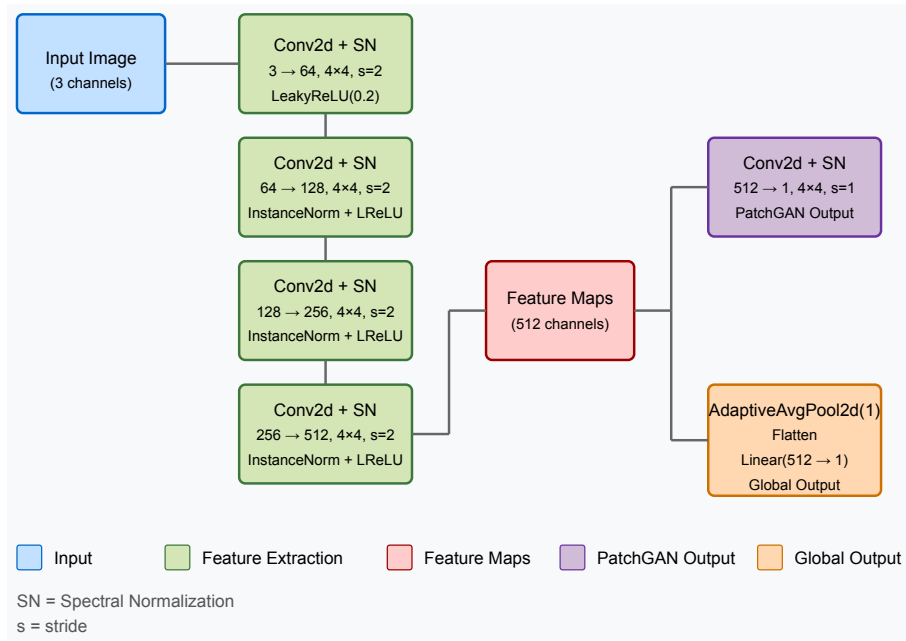 Input Image
(3 channels)
Conv2d + SN
3 → 64, 4×4, s=2
LeakyReLU(0.2)
Conv2d + SN
64 → 128, 4×4, s=2
InstanceNorm + LReLU
Conv2d + SN
128 → 256, 4×4, s=2
InstanceNorm + LReLU
Conv2d + SN
256 → 512, 4×4, s=2
InstanceNorm + LReLU
Feature Maps
(512 channels)
Conv2d + SN
512 → 1, 4×4, s=1
PatchGAN Output
AdaptiveAvgPool2d(1)
Flatten
Linear(512 → 1)
Global Output
Input
Feature Extraction
Feature Maps
PatchGAN Output
Global Output
SN = Spectral Normalization
s = stride